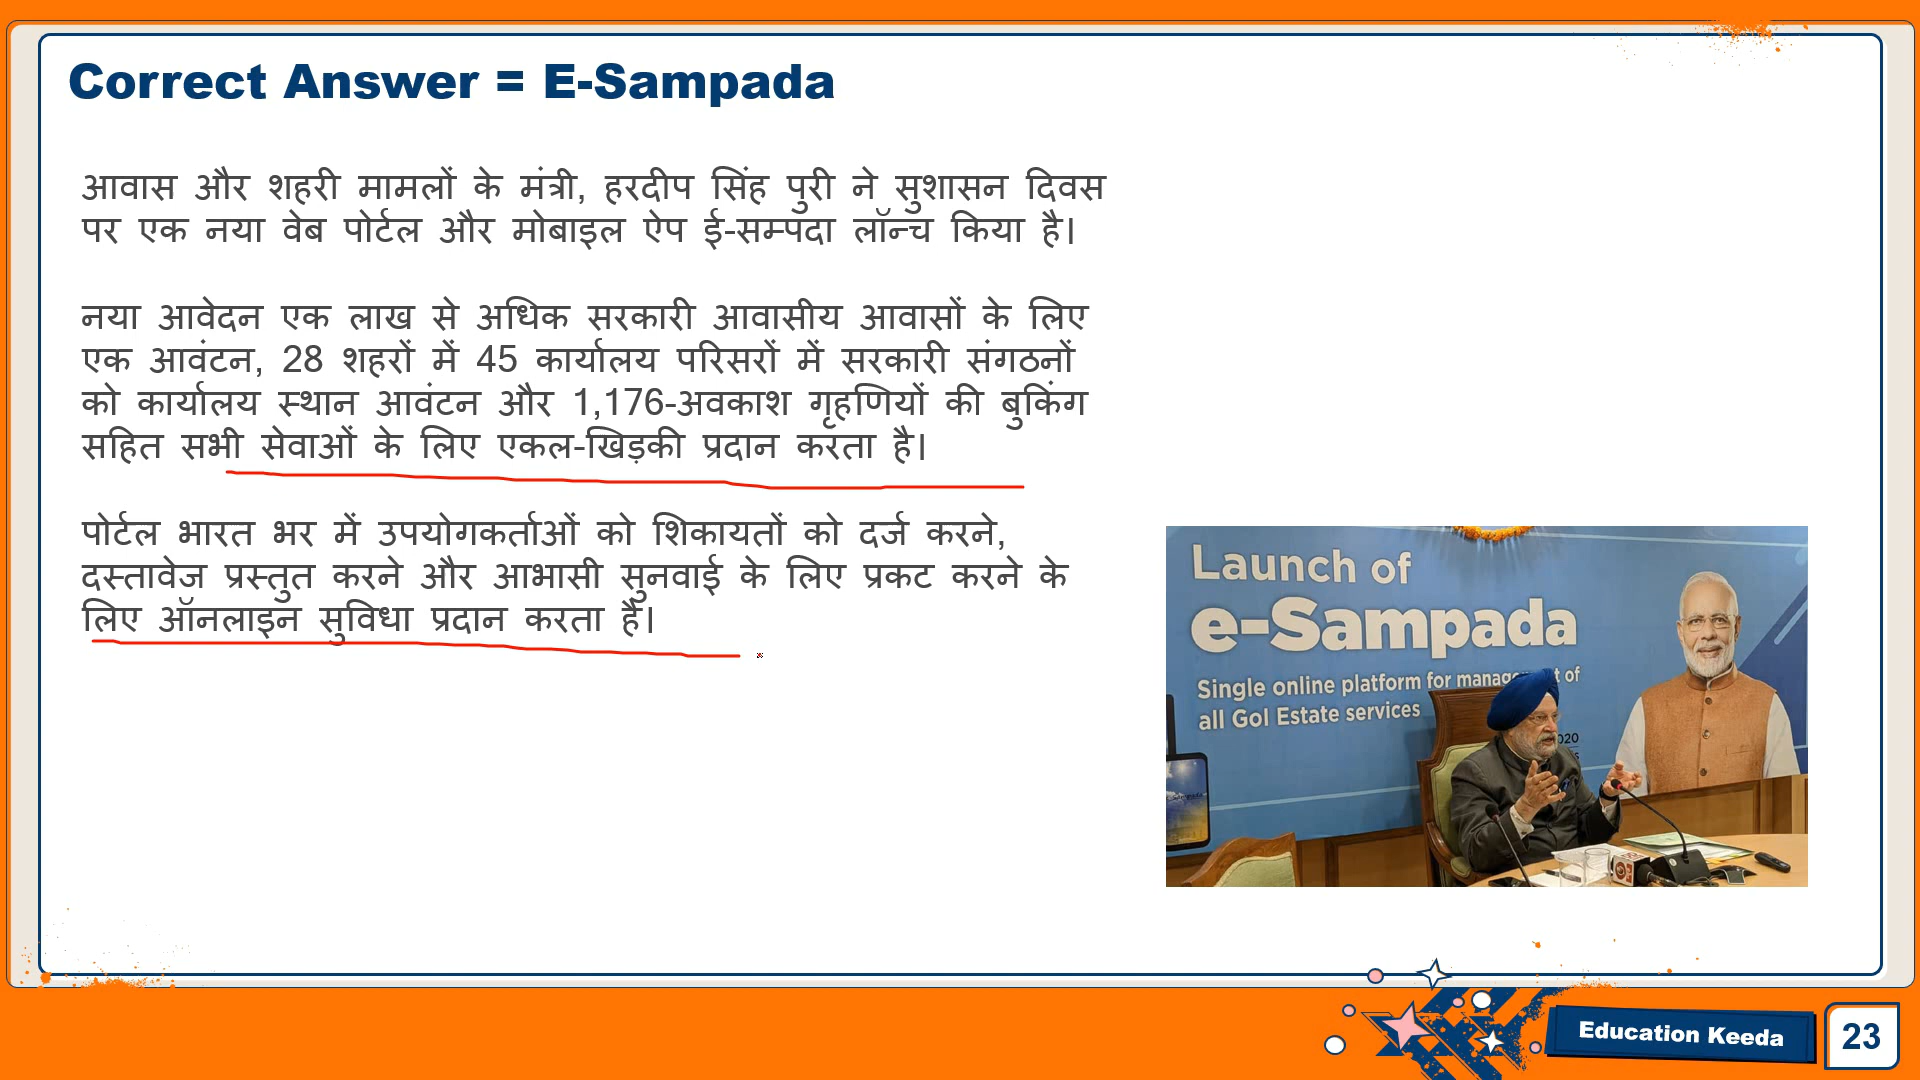 Correct Answer = E-Sampada
आवास और शहरी मामलों के मंत्री, हरदीप सिंह पुरी ने सुशासन दिवस
पर एक नया वेब पोर्टल और मोबाइल ऐप ई-सम्पदा लॉन्च किया है।
नया आवेदन एक लाख से अधिक सरकारी आवासीय आवासों के लिए
एक आवंटन, 28 शहरों में 45 कार्यालय परिसरों में सरकारी संगठनों
को कार्यालय स्थान आवंटन और 1,176-अवकाश गृहणियों की बुकिंग
सहित सभी सेवाओं के लिए एकल-खिड़की प्रदान करता है।
पोर्टल भारत भर में उपयोगकर्ताओं को शिकायतों को दर्ज करने,
दस्तावेज प्रस्तुत करने और आभासी सुनवाई के लिए प्रकट करने के
लिए ऑनलाइन सुविधा प्रदान करता है।
Launch of
e-Sampada
Single online platform for of
all GoI Estate services
Education Keeda
23